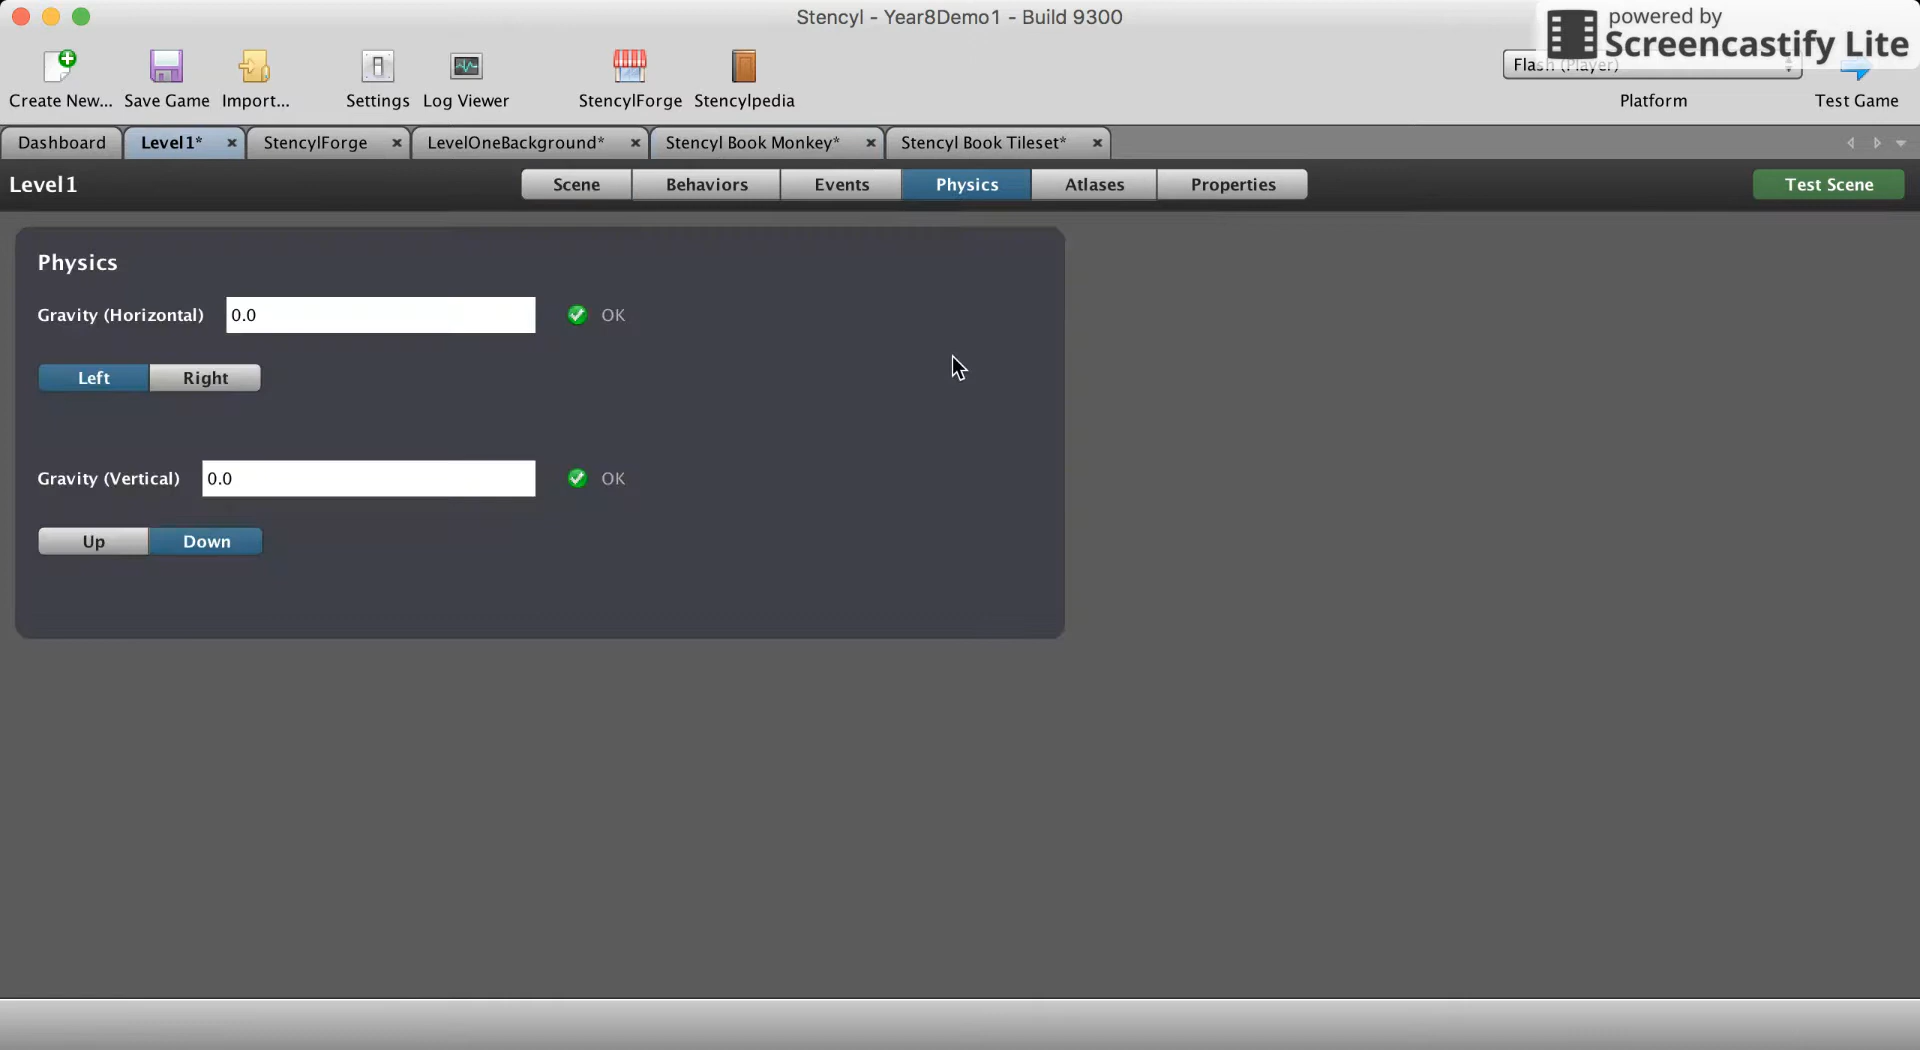 Stencyl - Year8Demo1 - Build 9300
powered by
Screencastify Lite
Flash (Player)
Create New...
Save Game
Import...
Settings
Log Viewer
StencylForge
Stencylpedia
Platform
Test Game
Dashboard
Level1*
StencylForge
LevelOneBackground*
Stencyl Book Monkey*
Stencyl Book Tileset*
Level1
Scene
Behaviors
Events
Physics
Atlases
Properties
Test Scene
Physics
Gravity (Horizontal)
0.0
OK
Left
Right
Gravity (Vertical)
0.0
OK
Up
Down